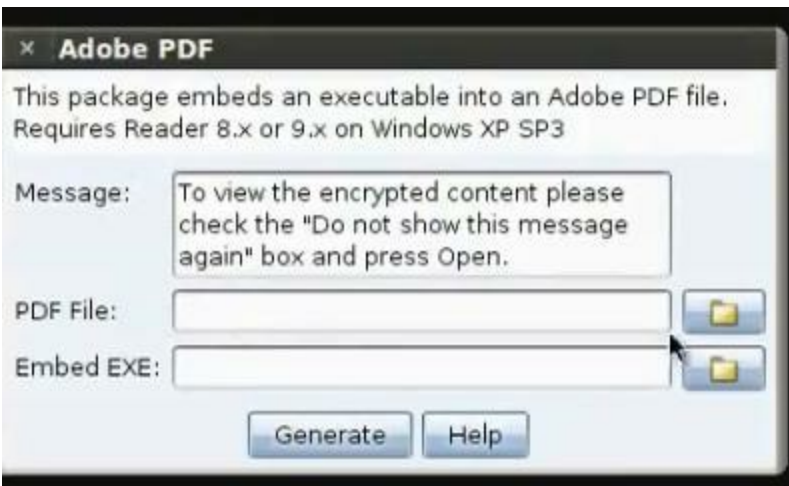 × Adobe PDF
This package embeds an executable into an Adobe PDF file.
Requires Reader 8.x or 9.x on Windows XP SP3
Message: To view the encrypted content please
check the "Do not show this message
again" box and press Open.
PDF File:
Embed EXE:
Generate Help